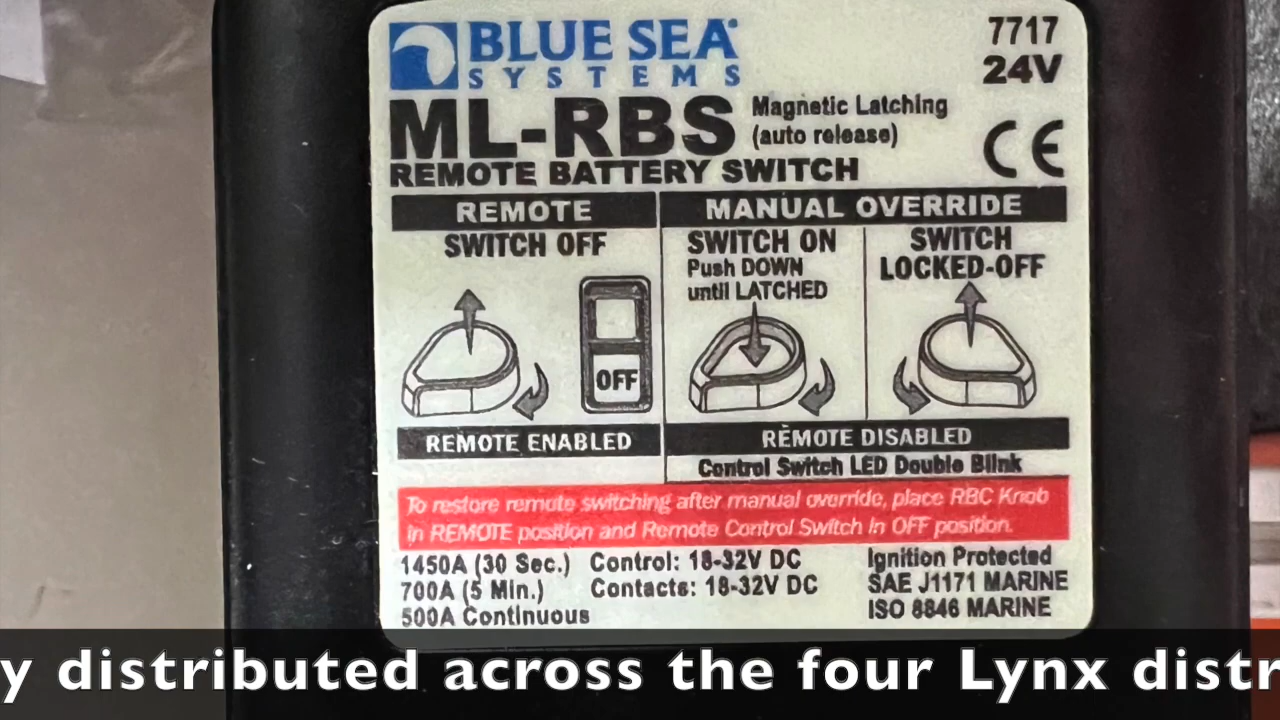 BLUE SEA
SYSTEMS
7717
24V
ML-RBS
Magnetic Latching
(auto release)
CE
REMOTE BATTERY SWITCH
REMOTE
MANUAL OVERRIDE
SWITCH OFF
SWITCH ON
Push DOWN
until LATCHED
SWITCH
LOCKED-OFF
OFF
REMOTE ENABLED
REMOTE DISABLED
Control Switch LED Double Blink
To restore remote switching after manual override, place RBC Knob
in REMOTE position and Remote Control Switch in OFF position.
1450A (30 Sec.)
700A (5 Min.)
500A Continuous
Control: 18-32V DC
Contacts: 18-32V DC
Ignition Protected
SAE J1171 MARINE
ISO 8846 MARINE
y distributed across the four Lynx distr